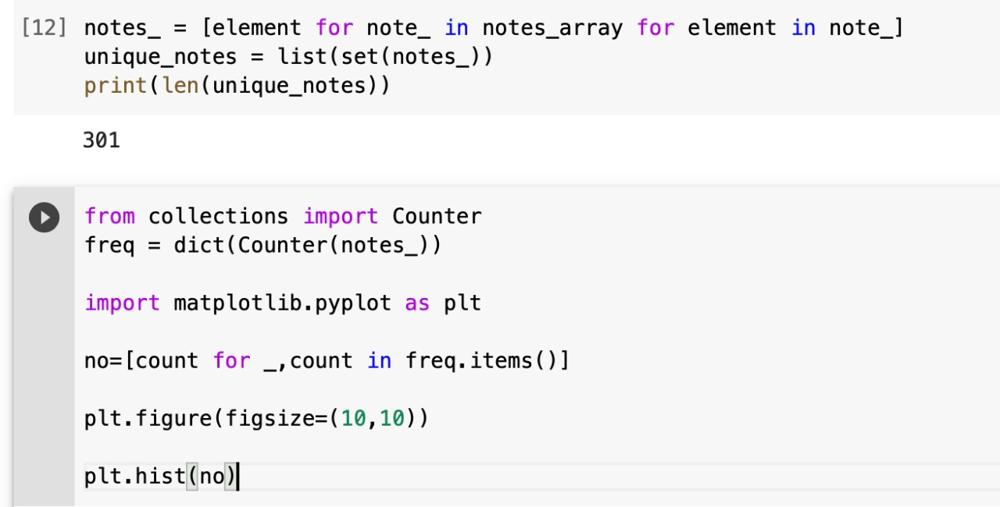 [12] notes_ = [element for note_ in notes_array for element in note_]
unique_notes = list(set(notes_))
print(len(unique_notes))
301
from collections import Counter
freq = dict(Counter(notes_))
import matplotlib.pyplot as plt
no=[count for _,count in freq.items()]
plt.figure(figsize=(10,10))
plt.hist(no)